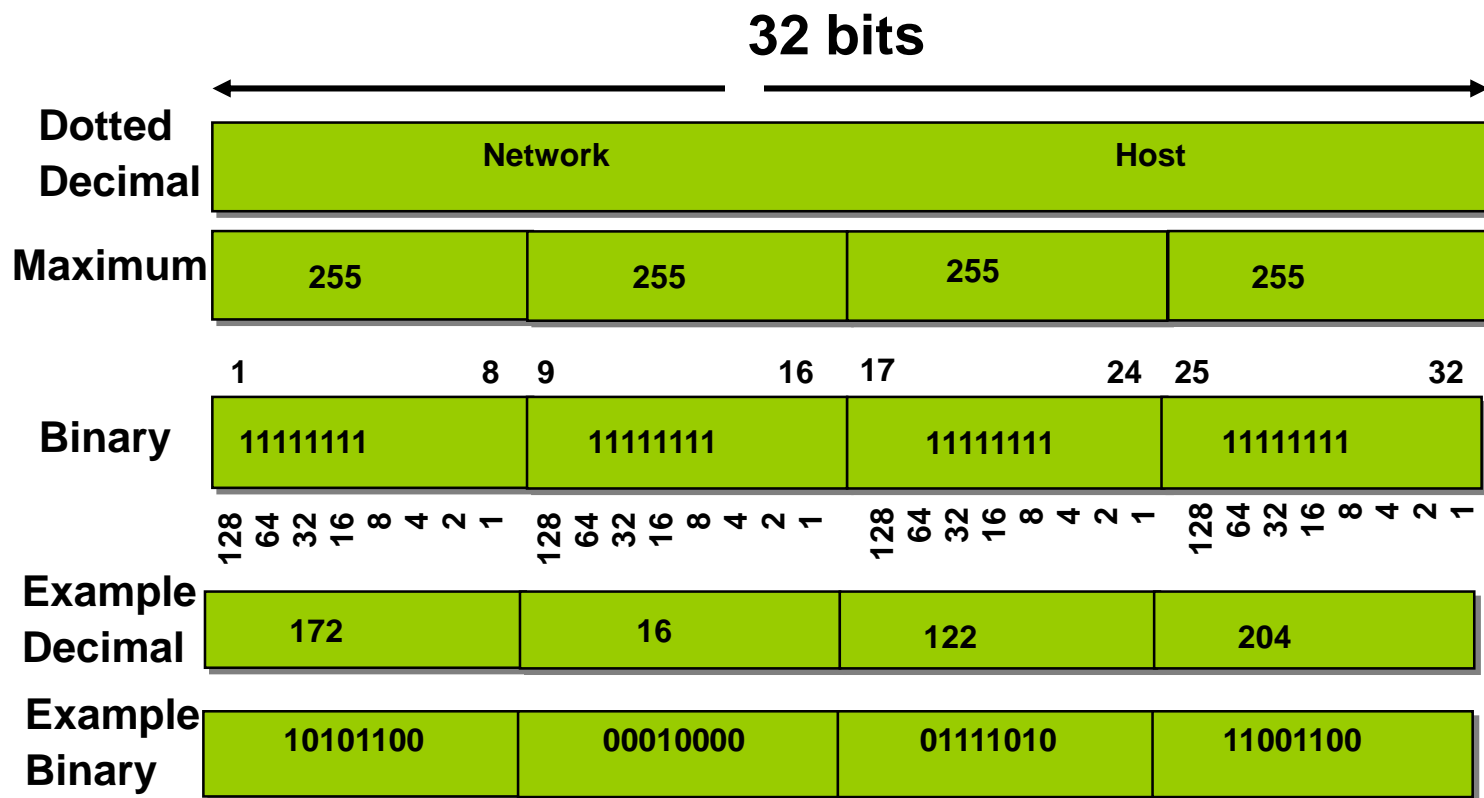 32 bits
Dotted
Decimal
Network Host
Maximum 255 255 255 255
1 8 9 16 17 24 25 32
Binary 11111111 11111111 11111111 11111111
128 64 32 16 8 4 2 1 128 64 32 16 8 4 2 1 128 64 32 16 8 4 2 1 128 64 32 16 8 4 2 1
Example
Decimal
172 16 122 204
Example
Binary
10101100 00010000 01111010 11001100